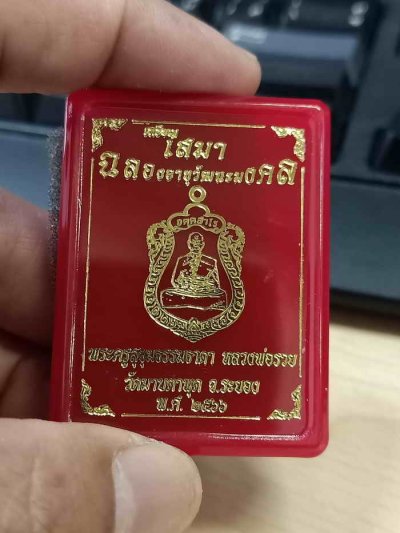 เหรียญ
เสมา
ฉลองอายุวัฒนะมงคล
พระครูสุขุมธรรมธาดา หลวงพ่อรวย
วัดมาบตาพุด จ.ระยอง
พ.ศ. ๒๕๖๖